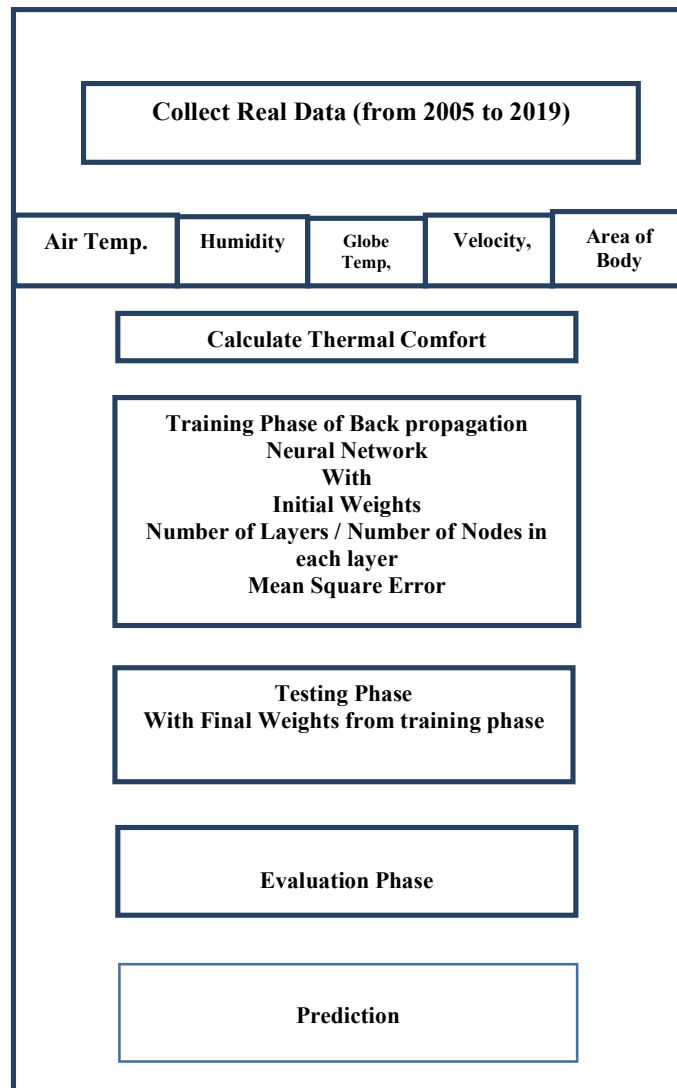 Collect Real Data (from 2005 to 2019)
Air Temp.
Humidity
Globe
Temp,
Velocity,
Area of
Body
Calculate Thermal Comfort
Training Phase of Back propagation
Neural Network
With
Initial Weights
Number of Layers / Number of Nodes in
each layer
Mean Square Error
Testing Phase
With Final Weights from training phase
Evaluation Phase
Prediction